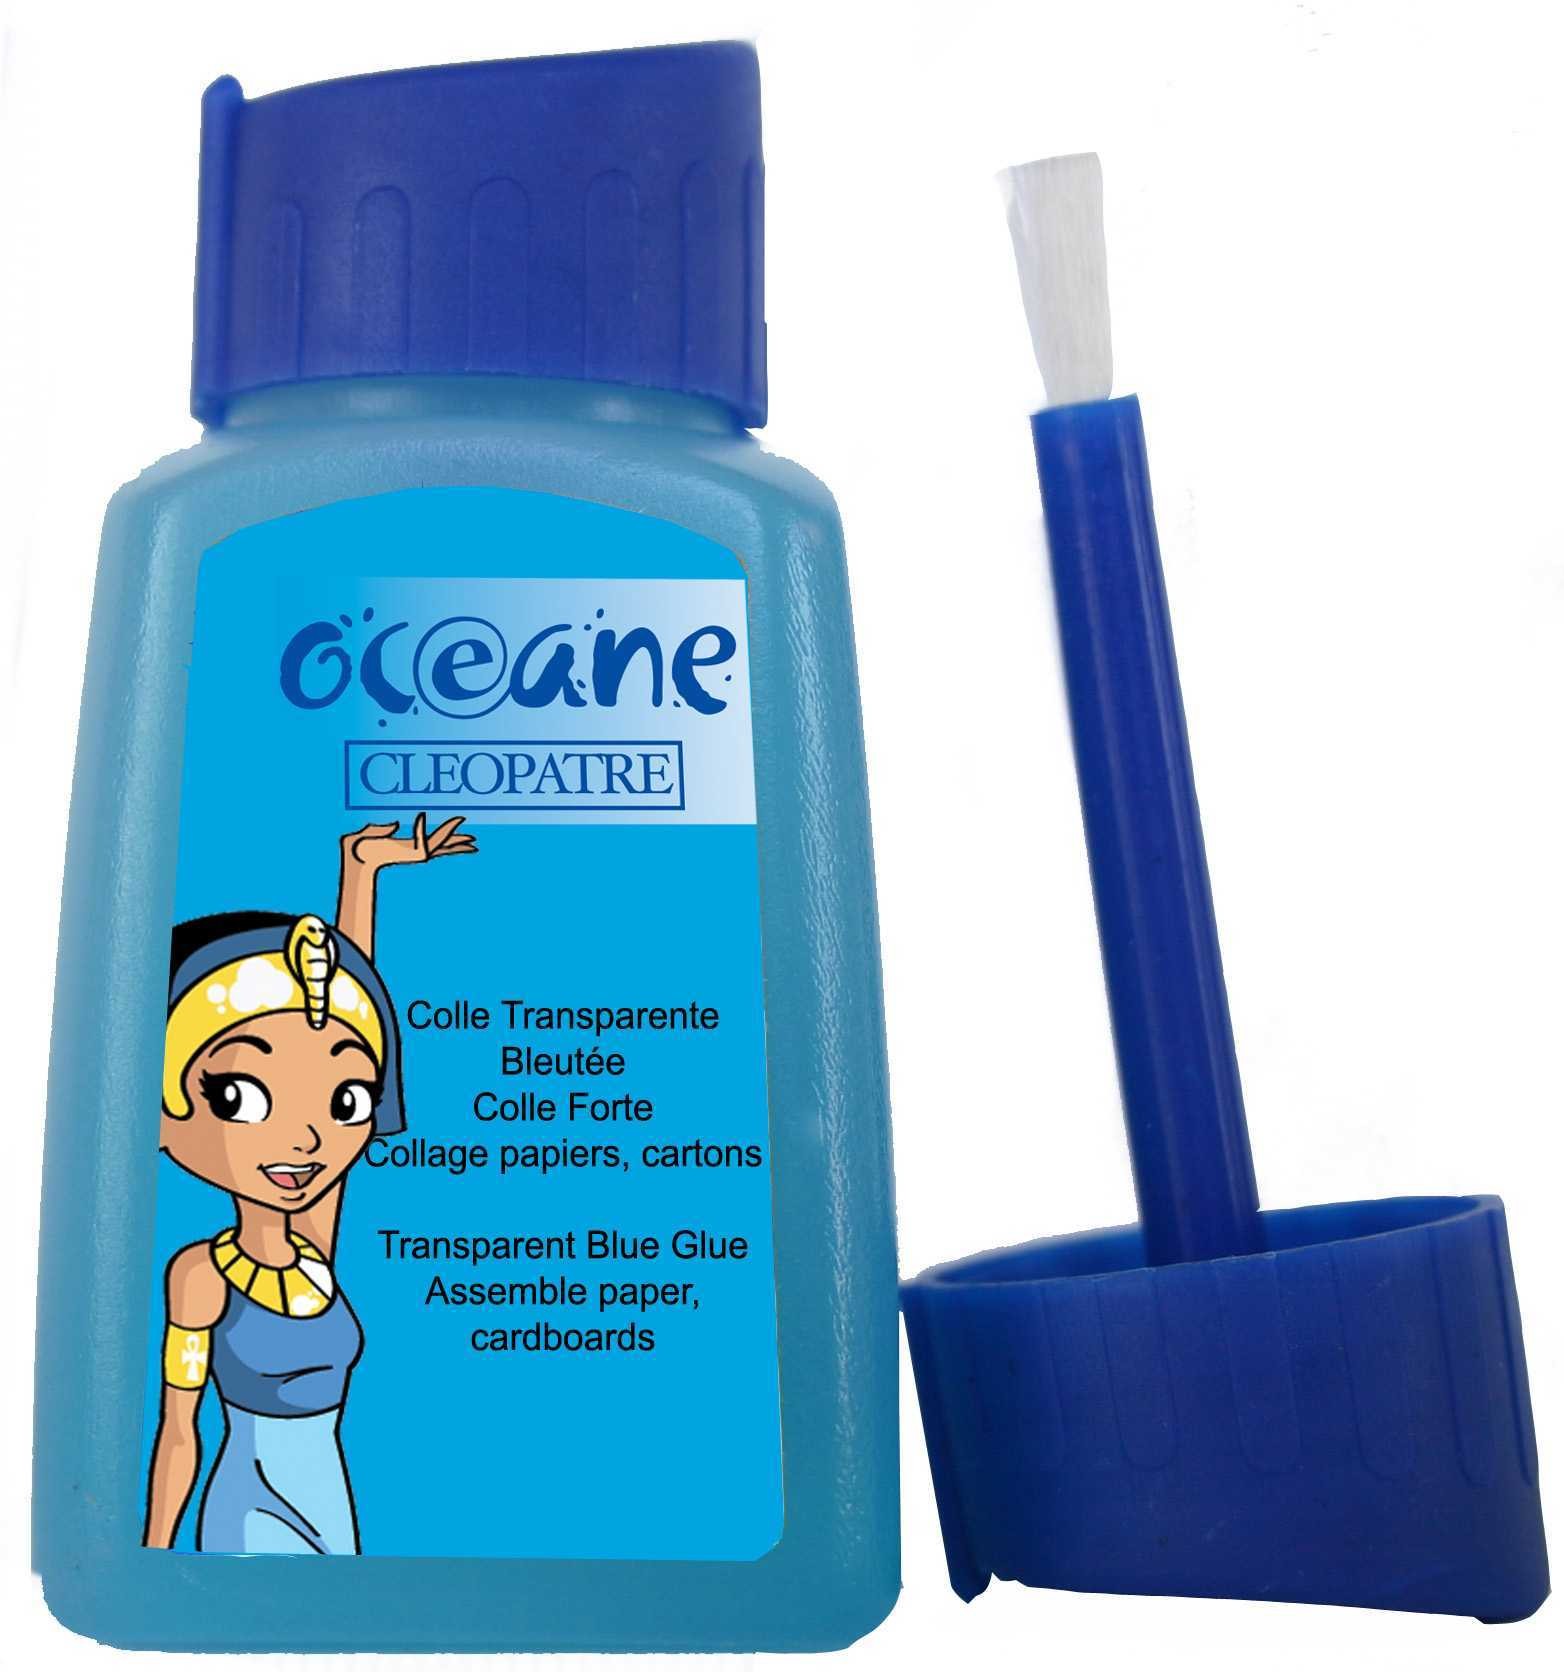 oceane
CLEOPATRE
Colle Transparente
Bleutée
Colle Forte
Collage papiers, cartons
Transparent Blue Glue
Assemble paper,
cardboards